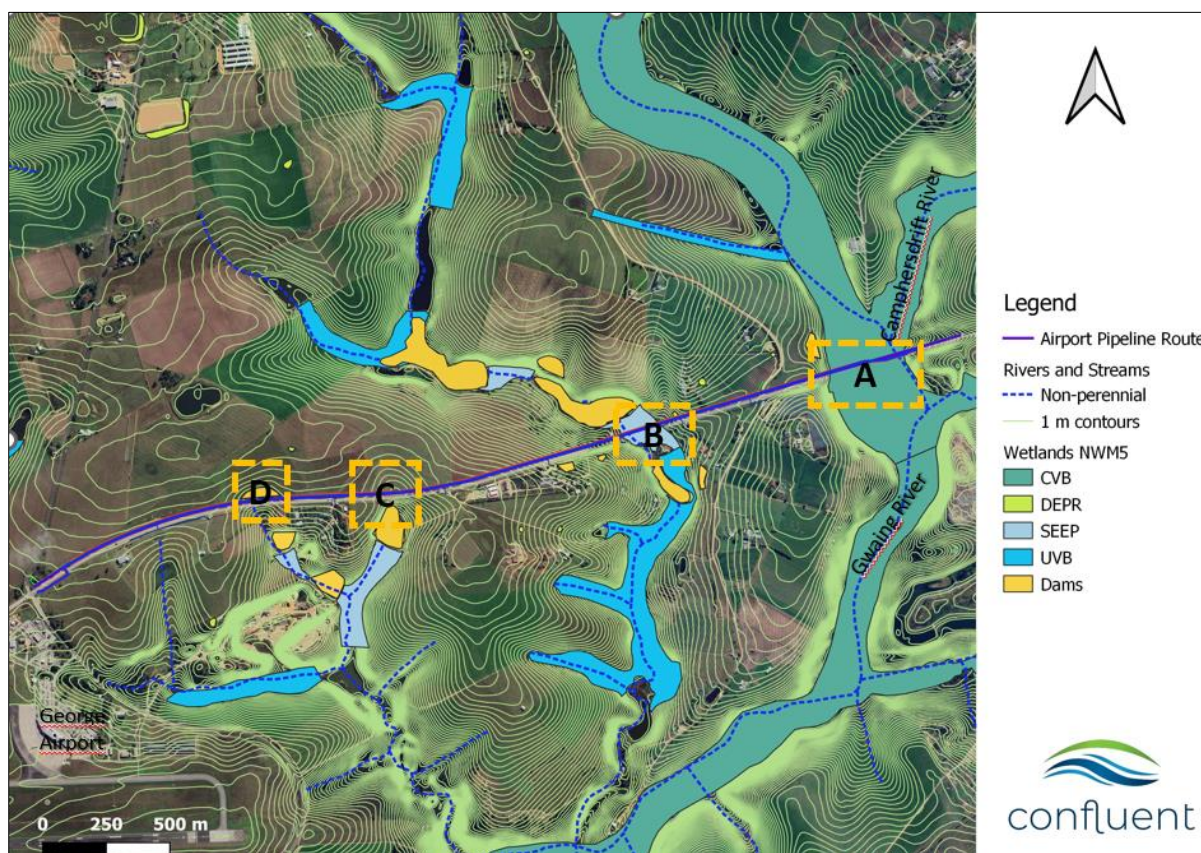 Camphersdrift River
A
B
C
D
Gwaing River
George
Airport
0 250 500 m
Legend
Airport Pipeline Route
Rivers and Streams
Non-perennial
1 m contours
Wetlands NWM5
CVB
DEPR
SEEP
UVB
Dams
confluent